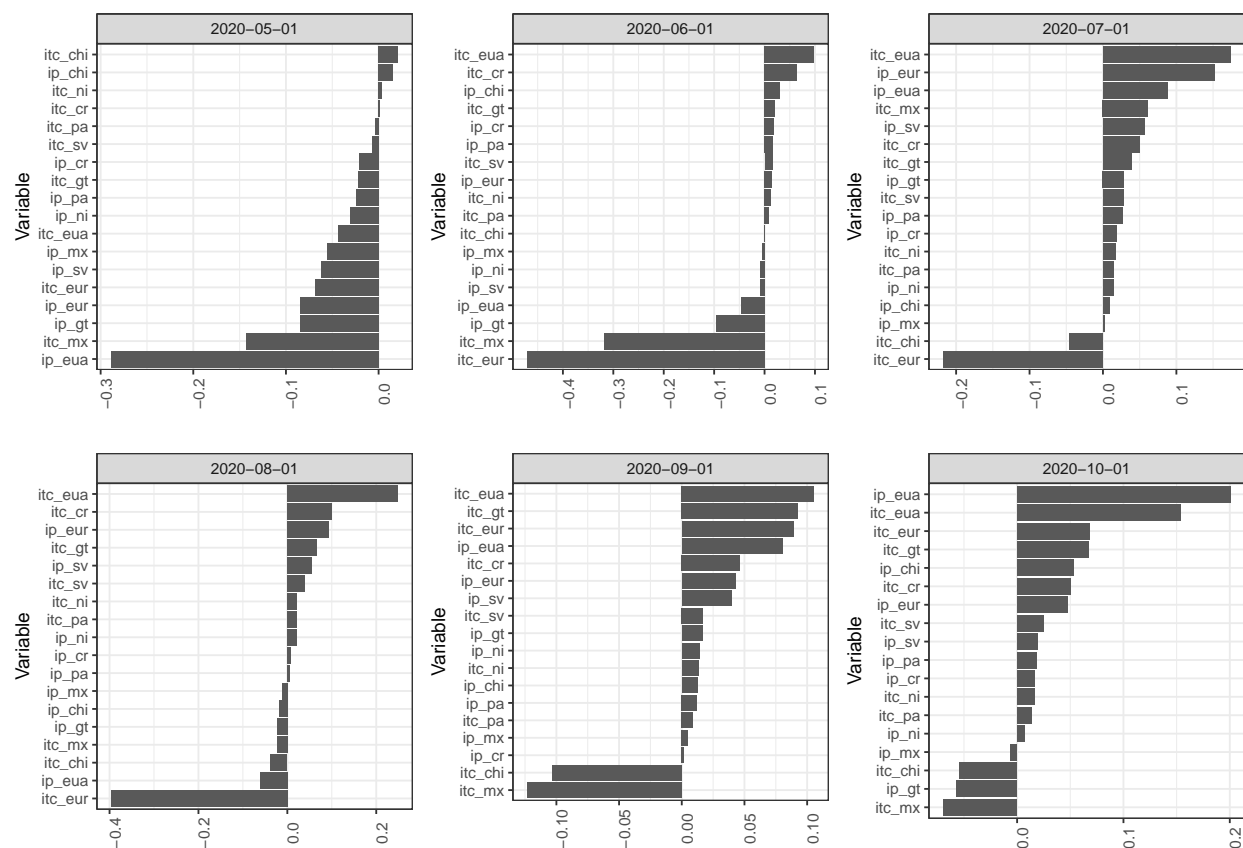 2020−05−01
Variable
itc_chi
ip_chi
itc_ni
itc_cr
itc_pa
itc_sv
ip_cr
itc_gt
ip_pa
ip_ni
itc_eua
ip_mx
ip_sv
itc_eur
ip_eur
ip_gt
itc_mx
ip_eua
−0.3
−0.2
−0.1
0.0
2020−06−01
Variable
itc_eua
itc_cr
ip_chi
itc_gt
ip_cr
ip_pa
itc_sv
ip_eur
itc_ni
itc_pa
itc_chi
ip_mx
ip_ni
ip_sv
ip_eua
ip_gt
itc_mx
itc_eur
−0.4
−0.3
−0.2
−0.1
0.0
0.1
2020−07−01
Variable
itc_eua
ip_eur
ip_eua
itc_mx
ip_sv
itc_cr
itc_gt
ip_gt
itc_sv
ip_pa
ip_cr
itc_ni
itc_pa
ip_ni
ip_chi
ip_mx
itc_chi
itc_eur
−0.2
−0.1
0.0
0.1
2020−08−01
Variable
itc_eua
itc_cr
ip_eur
itc_gt
ip_sv
itc_sv
itc_ni
itc_pa
ip_ni
ip_cr
ip_pa
ip_mx
ip_chi
ip_gt
itc_mx
itc_chi
ip_eua
itc_eur
−0.4
−0.2
0.0
0.2
2020−09−01
Variable
itc_eua
itc_gt
itc_eur
ip_eua
itc_cr
ip_eur
ip_sv
itc_sv
ip_gt
ip_ni
itc_ni
ip_chi
ip_pa
itc_pa
ip_mx
ip_cr
itc_chi
itc_mx
−0.10
−0.05
0.00
0.05
0.10
2020−10−01
Variable
ip_eua
itc_eua
itc_eur
itc_gt
ip_chi
itc_cr
ip_eur
itc_sv
ip_sv
ip_pa
ip_cr
itc_ni
itc_pa
ip_ni
ip_mx
itc_chi
ip_gt
itc_mx
0.0
0.1
0.2